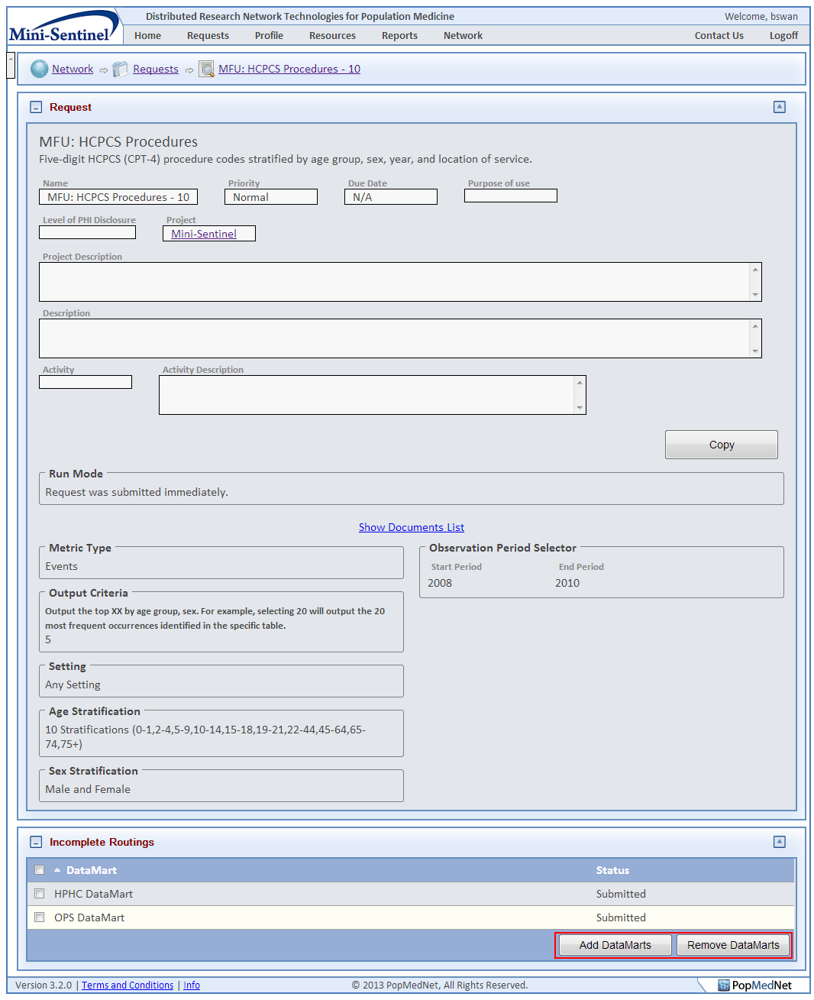 Mini-Sentinel
Distributed Research Network Technologies for Population Medicine
Welcome, bswan
Home Requests Profile Resources Reports Network Contact Us Logoff
Network Requests MFU: HCPCS Procedures - 10
Request
MFU: HCPCS Procedures
Five-digit HCPCS (CPT-4) procedure codes stratified by age group, sex, year, and location of service.
Name Priority Due Date Purpose of use
MFU: HCPCS Procedures - 10 Normal N/A
Level of PHI Disclosure Project
Mini-Sentinel
Project Description
Description
Activity Activity Description
Copy
Run Mode
Request was submitted immediately.
Show Documents List
Metric Type
Events
Observation Period Selector
Start Period End Period
2008 2010
Output Criteria
Output the top XX by age group, sex. For example, selecting 20 will output the 20
most frequent occurrences identified in the specific table.
5
Setting
Any Setting
Age Stratification
10 Stratifications (0-1,2-4,5-9,10-14,15-18,19-21,22-44,45-64,65-
74,75+)
Sex Stratification
Male and Female
Incomplete Routings
DataMart Status
HPHC DataMart Submitted
OPS DataMart Submitted
Add DataMarts Remove DataMarts
Version 3.2.0 | Terms and Conditions | Info
© 2013 PopMedNet, All Rights Reserved.
PopMedNet